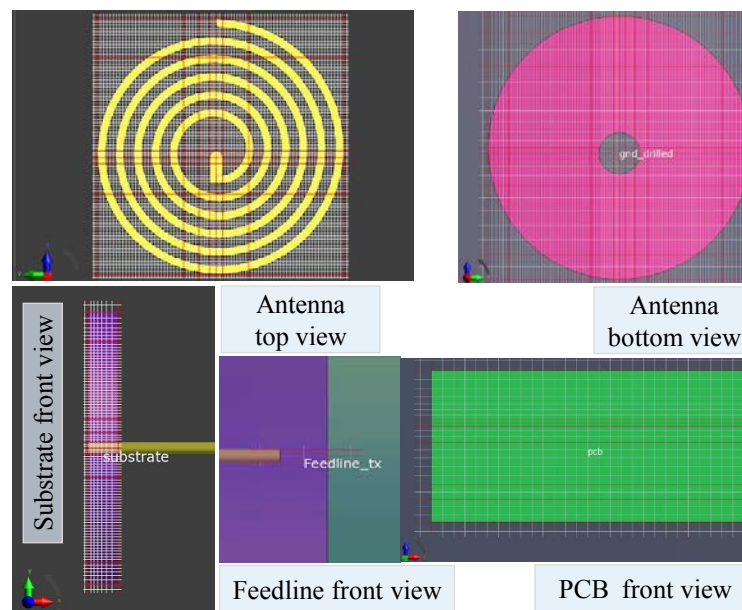 gnd_drilled
Antenna
top view
Antenna
bottom view
Substrate front view
substrate
Feedline_tx
pcb
Feedline front view
PCB front view